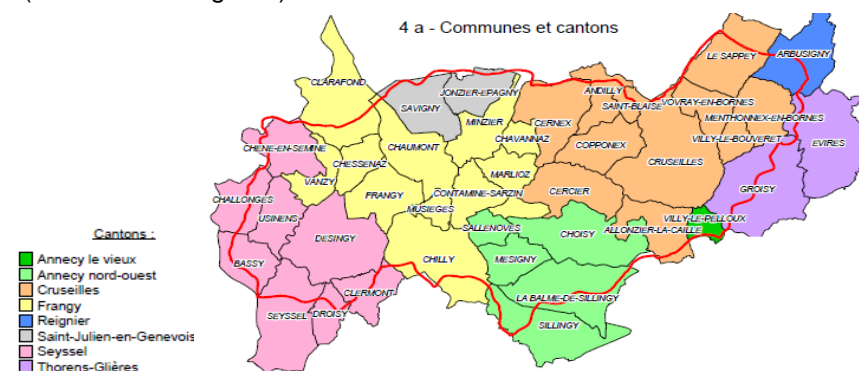 4 a - Communes et cantons
LE SAPPEY
ARBUSIGNY
CLARAFOND
JONZIER-EPAGNY
SAVIGNY
ANDILLY
SAINT-BLAISE
VOVRAY-EN-BORNES
MINZIER
CERNEX
MENTHONNEX-EN-BORNES
CHENE-EN-SEMINE
CHAUMONT
CHAVANNAZ
COPPONEX
VILLY-LE-BOUVERET
EVIRES
CHESSENAZ
CRUSEILLES
VANZY
MARLIOZ
GROISY
CHALLONGES
FRANGY
CONTAMINE-SARZIN
CERCIER
USINENS
MUSIEGES
VILLY-LE-PELLOUX
SALLENOVES
CHOISY
ALLONZIER-LA-CAILLE
DESINGY
BASSY
CHILLY
MESIGNY
CLERMONT
LA BALME-DE-SILLINGY
SEYSSEL
DROISY
SILLINGY
Cantons :
Annecy le vieux
Annecy nord-ouest
Cruseilles
Frangy
Reignier
Saint-Julien-en-Genevois
Seyssel
Thorens-Glières